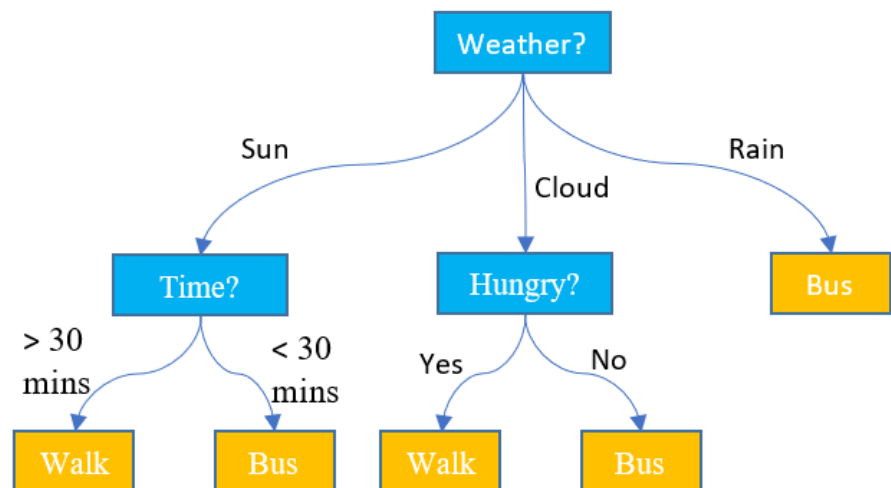 Weather?
Sun
Cloud
Rain
Time?
Hungry?
Bus
> 30
mins
< 30
mins
Yes
No
Walk
Bus
Walk
Bus